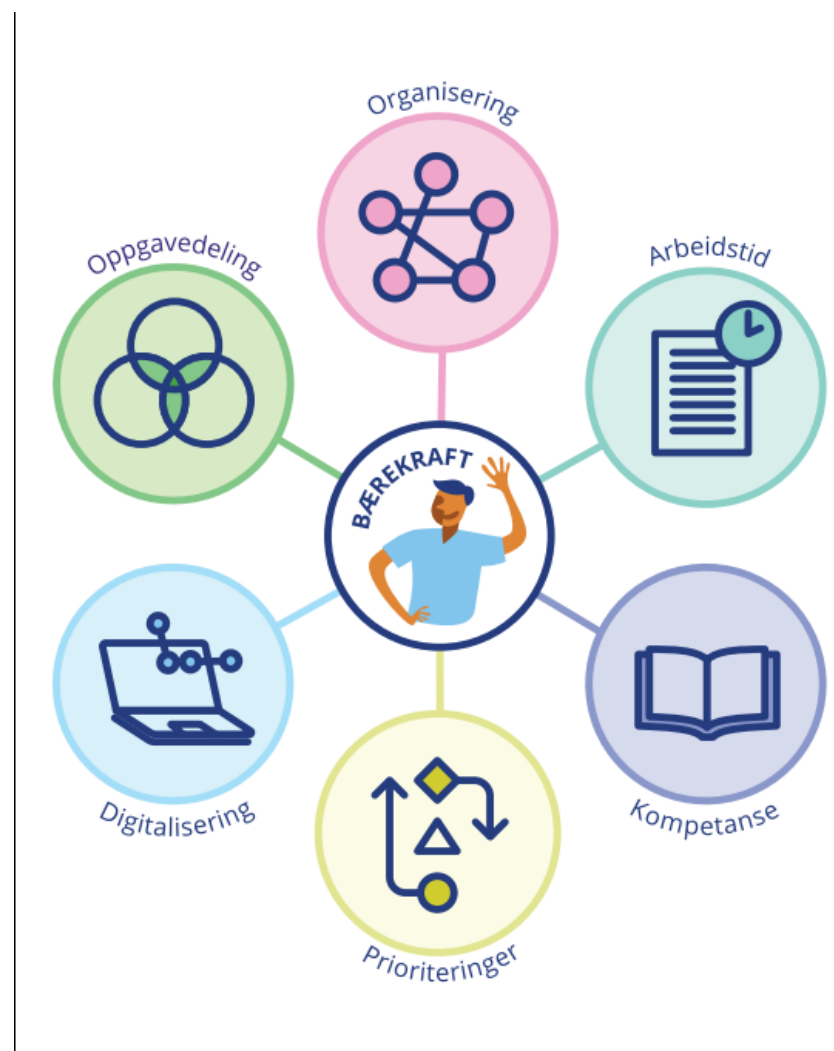 Organisering
Oppgavedeling
Arbeidstid
BÆREKRAFT
Digitalisering
Kompetanse
Prioriteringer